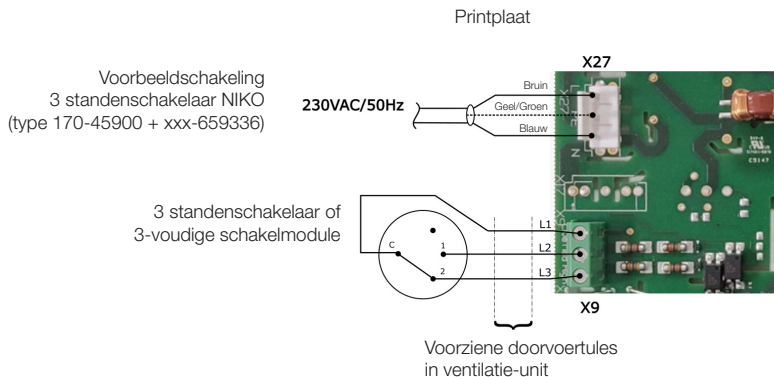 Printplaat
X27
Bruin
Voorbeeldschakeling
3 standenschakelaar NIKO
(type 170-45900 + xxx-659336)
230VAC/50Hz
Geel/Groen
Blauw
N
C9147
3 standenschakelaar of
3-voudige schakelmodule
L1
C
1
L2
2
L3
X9
Voorziene doorvoertules
in ventilatie-unit